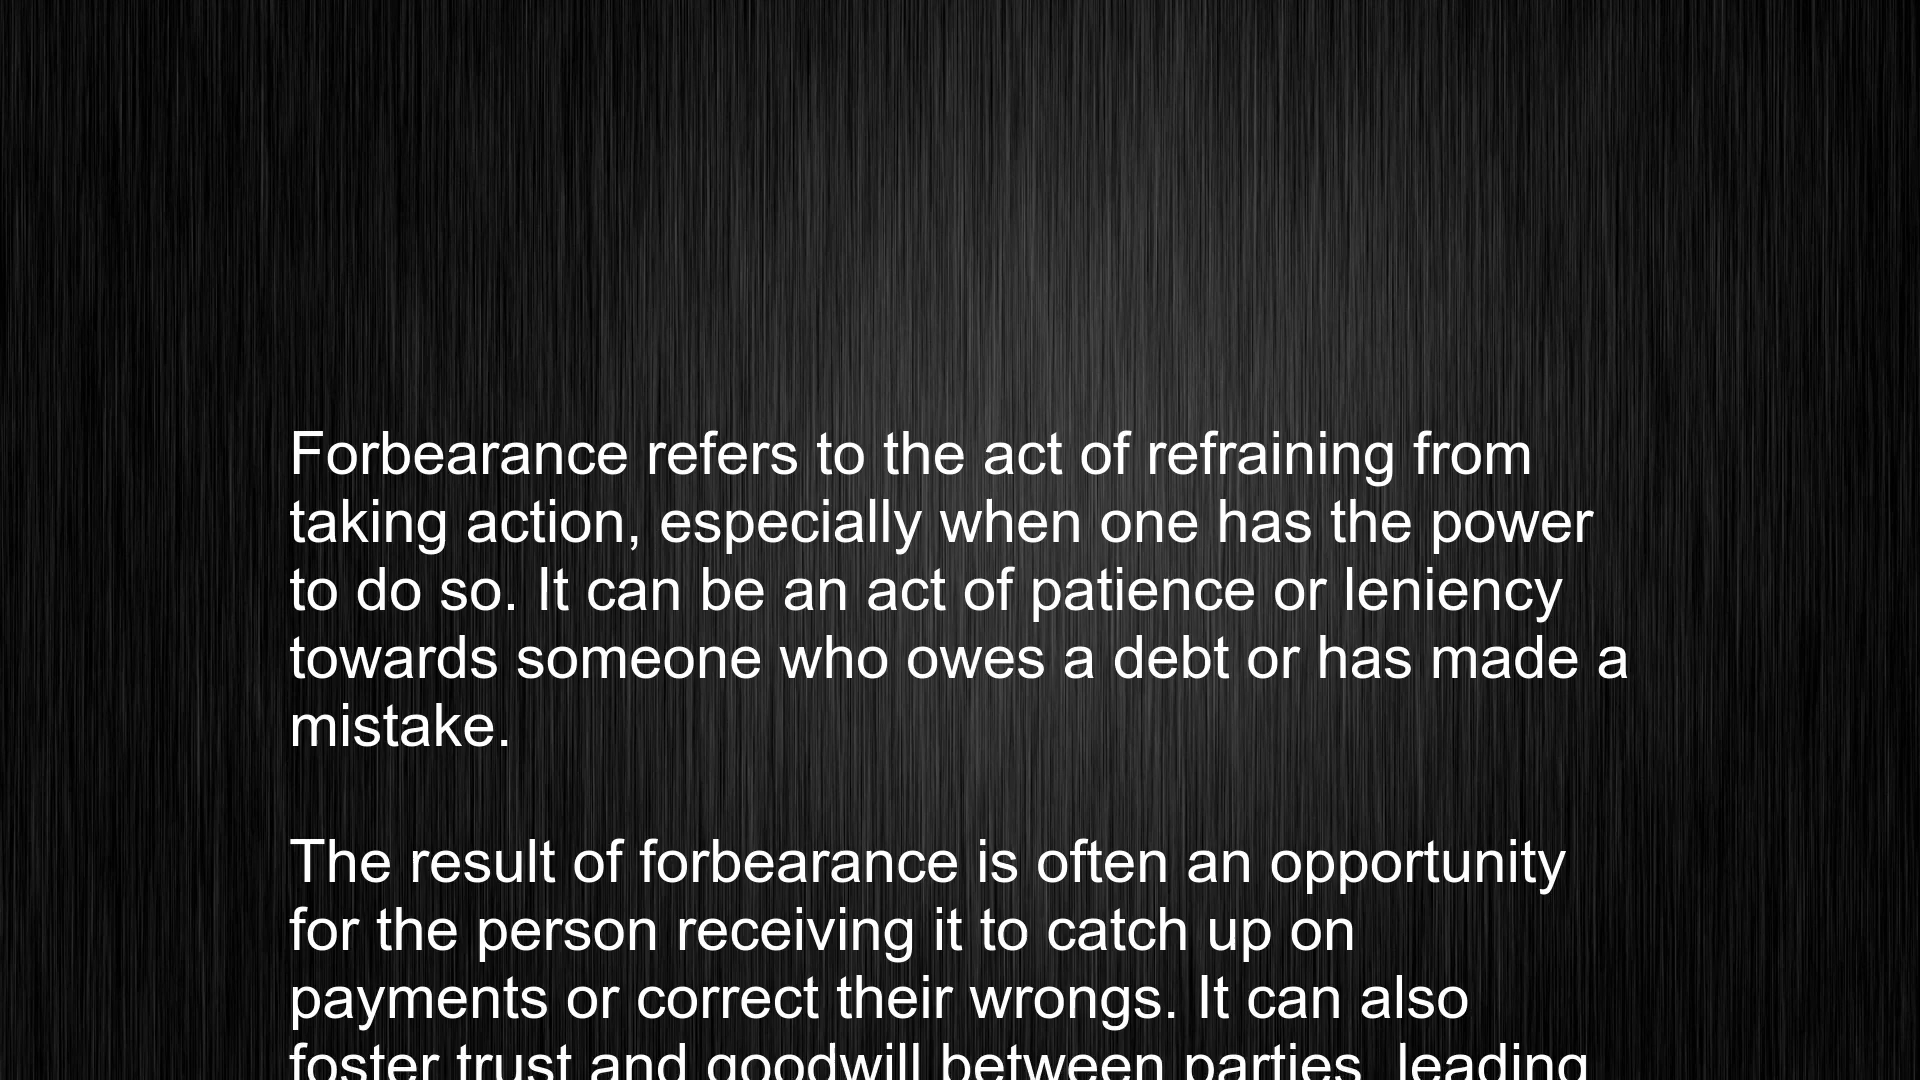 Forbearance refers to the act of refraining from
taking action, especially when one has the power
to do so. It can be an act of patience or leniency
towards someone who owes a debt or has made a
mistake.
The result of forbearance is often an opportunity
for the person receiving it to catch up on
payments or correct their wrongs. It can also
foster trust and goodwill between parties, leading